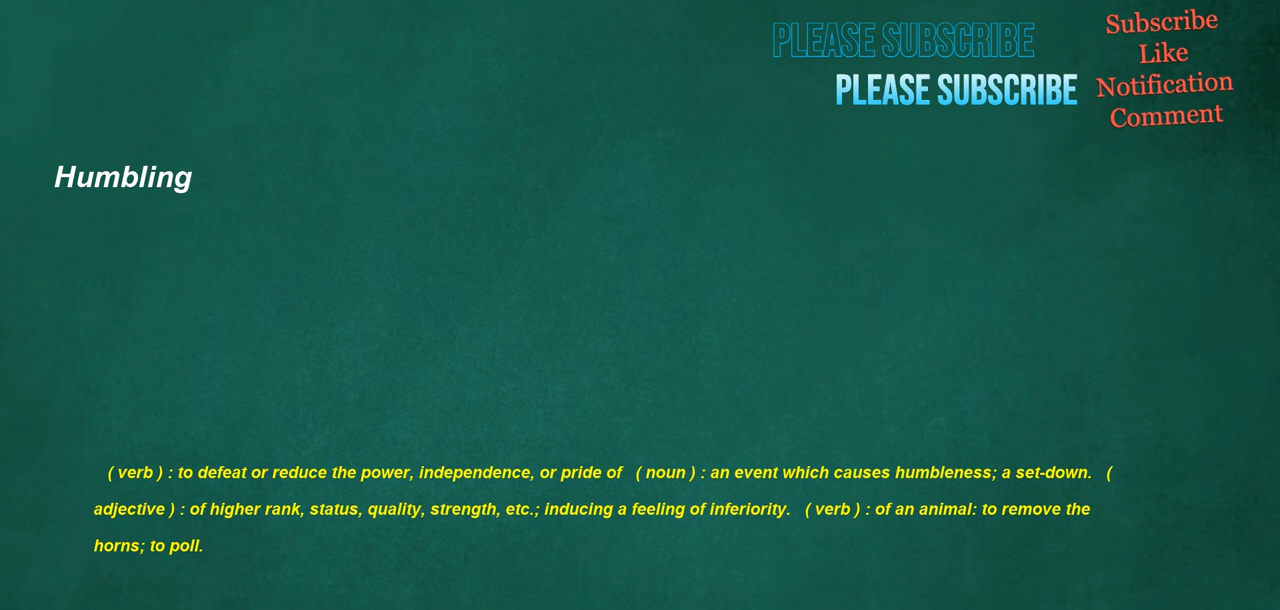 PLEASE SUBSCRIBE
PLEASE SUBSCRIBE
Subscribe
Like
Notification
Comment
Humbling
( verb ) : to defeat or reduce the power, independence, or pride of ( noun ) : an event which causes humbleness; a set-down. (
adjective ) : of higher rank, status, quality, strength, etc.; inducing a feeling of inferiority. ( verb ) : of an animal: to remove the
horns; to poll.